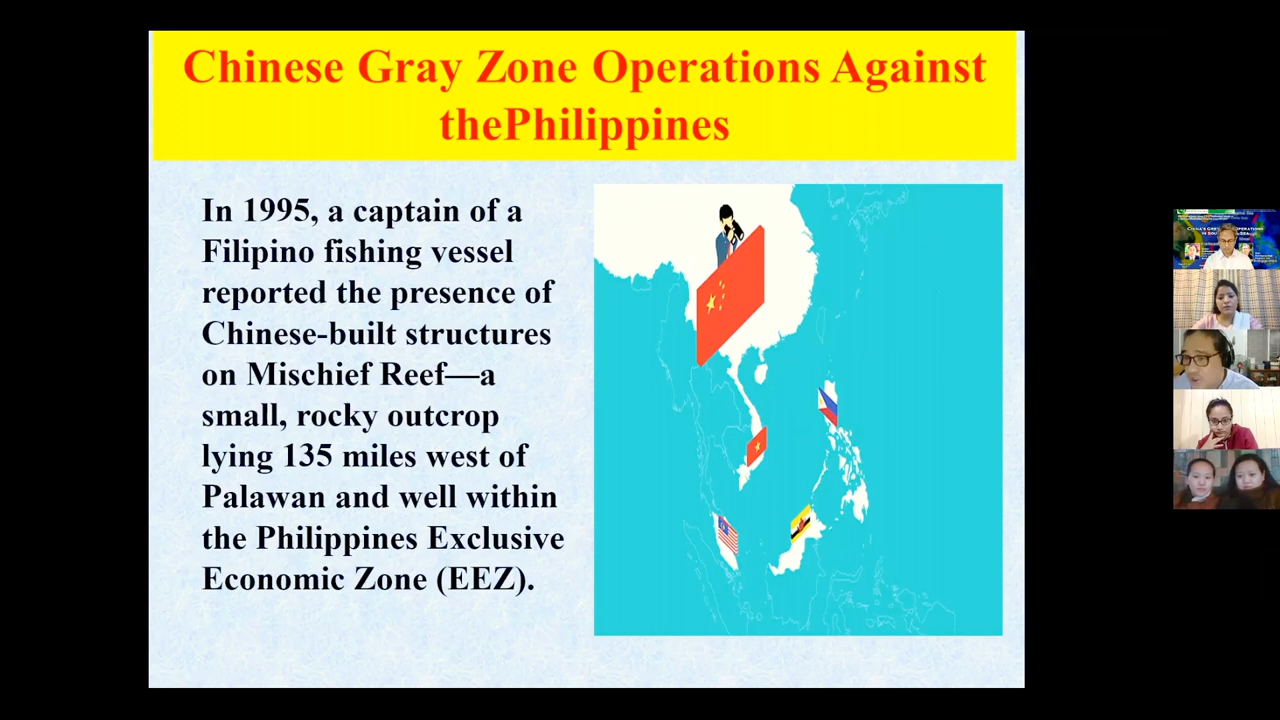 Chinese Gray Zone Operations Against
thePhilippines
In 1995, a captain of a
Filipino fishing vessel
reported the presence of
Chinese-built structures
on Mischief Reef—a
small, rocky outcrop
lying 135 miles west of
Palawan and well within
the Philippines Exclusive
Economic Zone (EEZ).